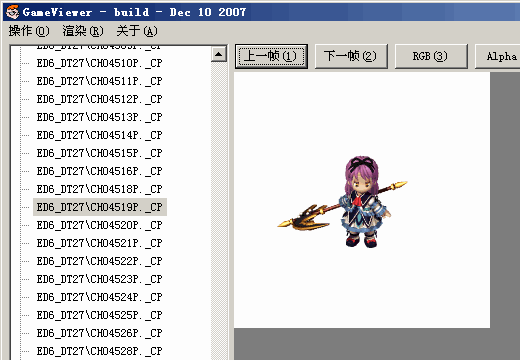 GameViewer - build - Dec 10 2007
操作(O) 渲染(R) 关于(A)
上一帧(1) 下一帧(2) RGB(3) Alpha
ED6_DT27\CH04510P._CP
ED6_DT27\CH04511P._CP
ED6_DT27\CH04512P._CP
ED6_DT27\CH04513P._CP
ED6_DT27\CH04514P._CP
ED6_DT27\CH04515P._CP
ED6_DT27\CH04516P._CP
ED6_DT27\CH04518P._CP
ED6_DT27\CH04519P._CP
ED6_DT27\CH04520P._CP
ED6_DT27\CH04521P._CP
ED6_DT27\CH04522P._CP
ED6_DT27\CH04523P._CP
ED6_DT27\CH04524P._CP
ED6_DT27\CH04525P._CP
ED6_DT27\CH04526P._CP
ED6_DT27\CH04528P._CP